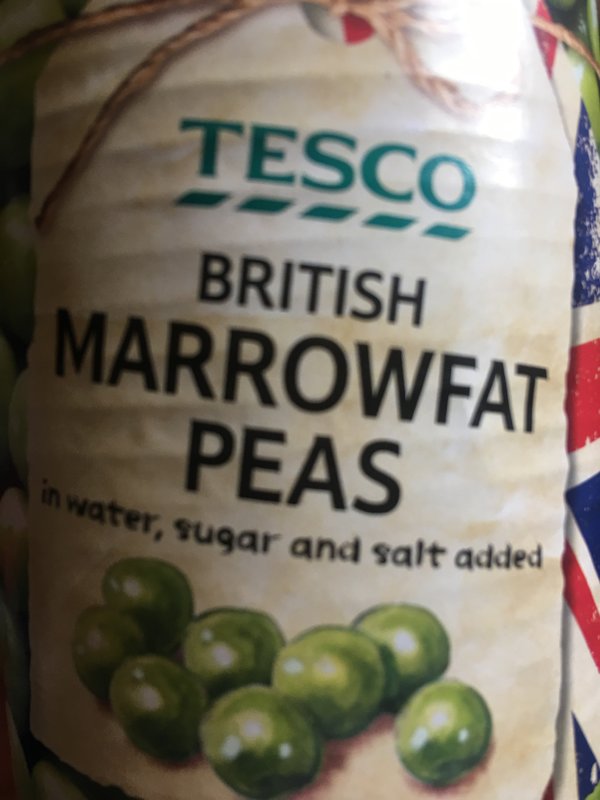 TESCO
BRITISH
MARROWFAT
PEAS
in water, sugar and salt added